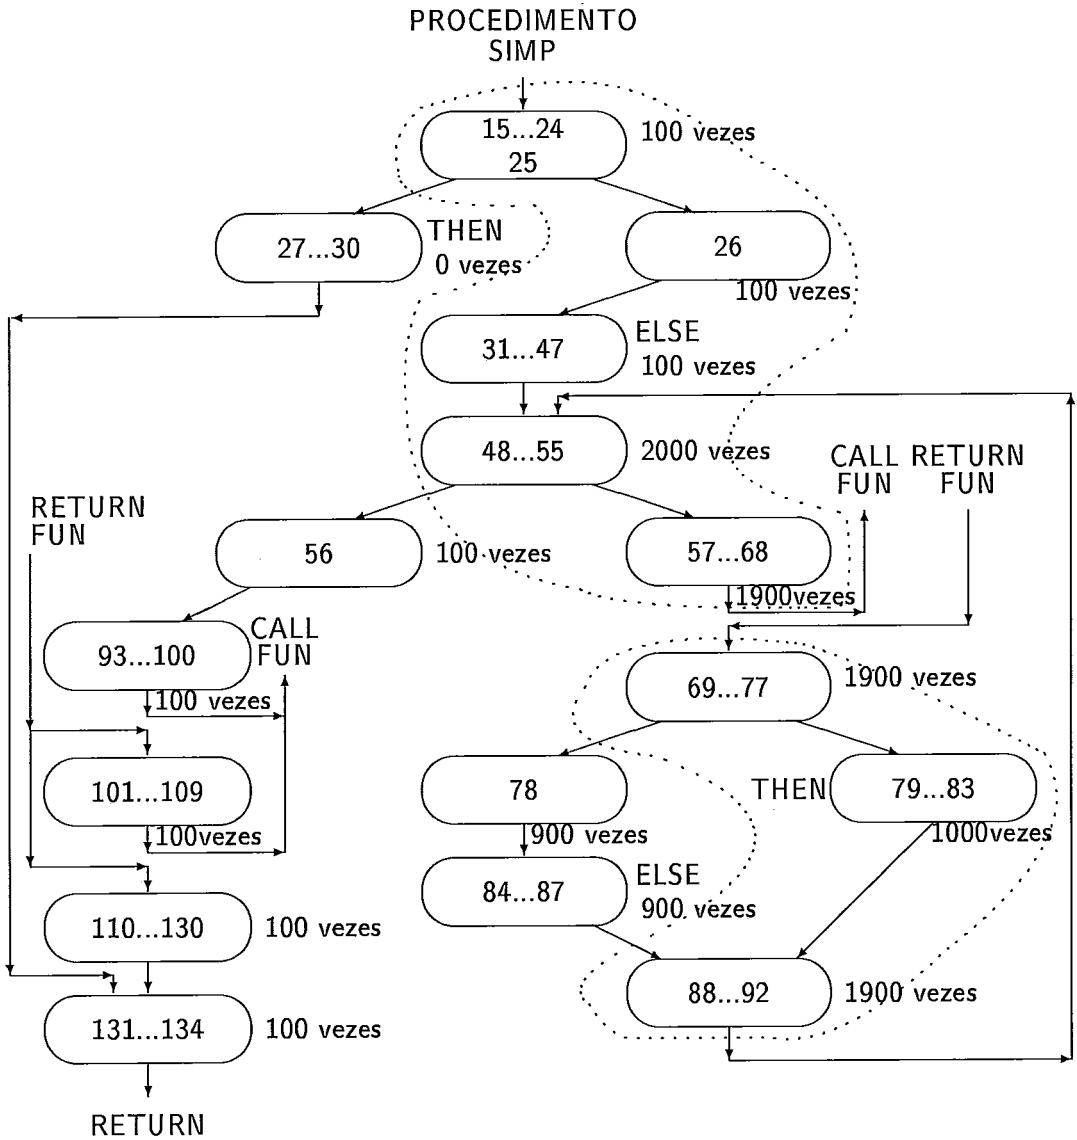 PROCEDIMENTO
SIMP
15...24
25
100 vezes
27...30
THEN
0 vezes
26
100 vezes
31...47
ELSE
100 vezes
48...55
2000 vezes
CALL
FUN
RETURN
FUN
RETURN
FUN
56
100 vezes
57...68
1900vezes
93...100
CALL
FUN
100 vezes
69...77
1900 vezes
101...109
100vezes
78
900 vezes
THEN
79...83
1000vezes
84...87
ELSE
900 vezes
110...130
100 vezes
88...92
1900 vezes
131...134
100 vezes
RETURN